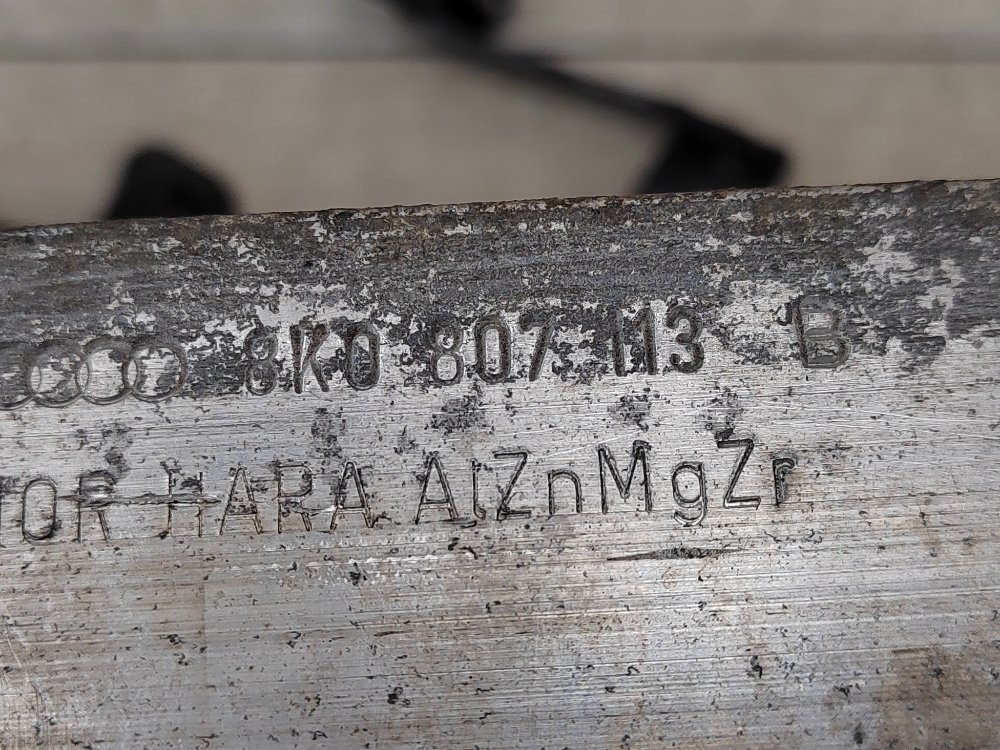 8K0 807 113 B
HARA AlZnMgZr